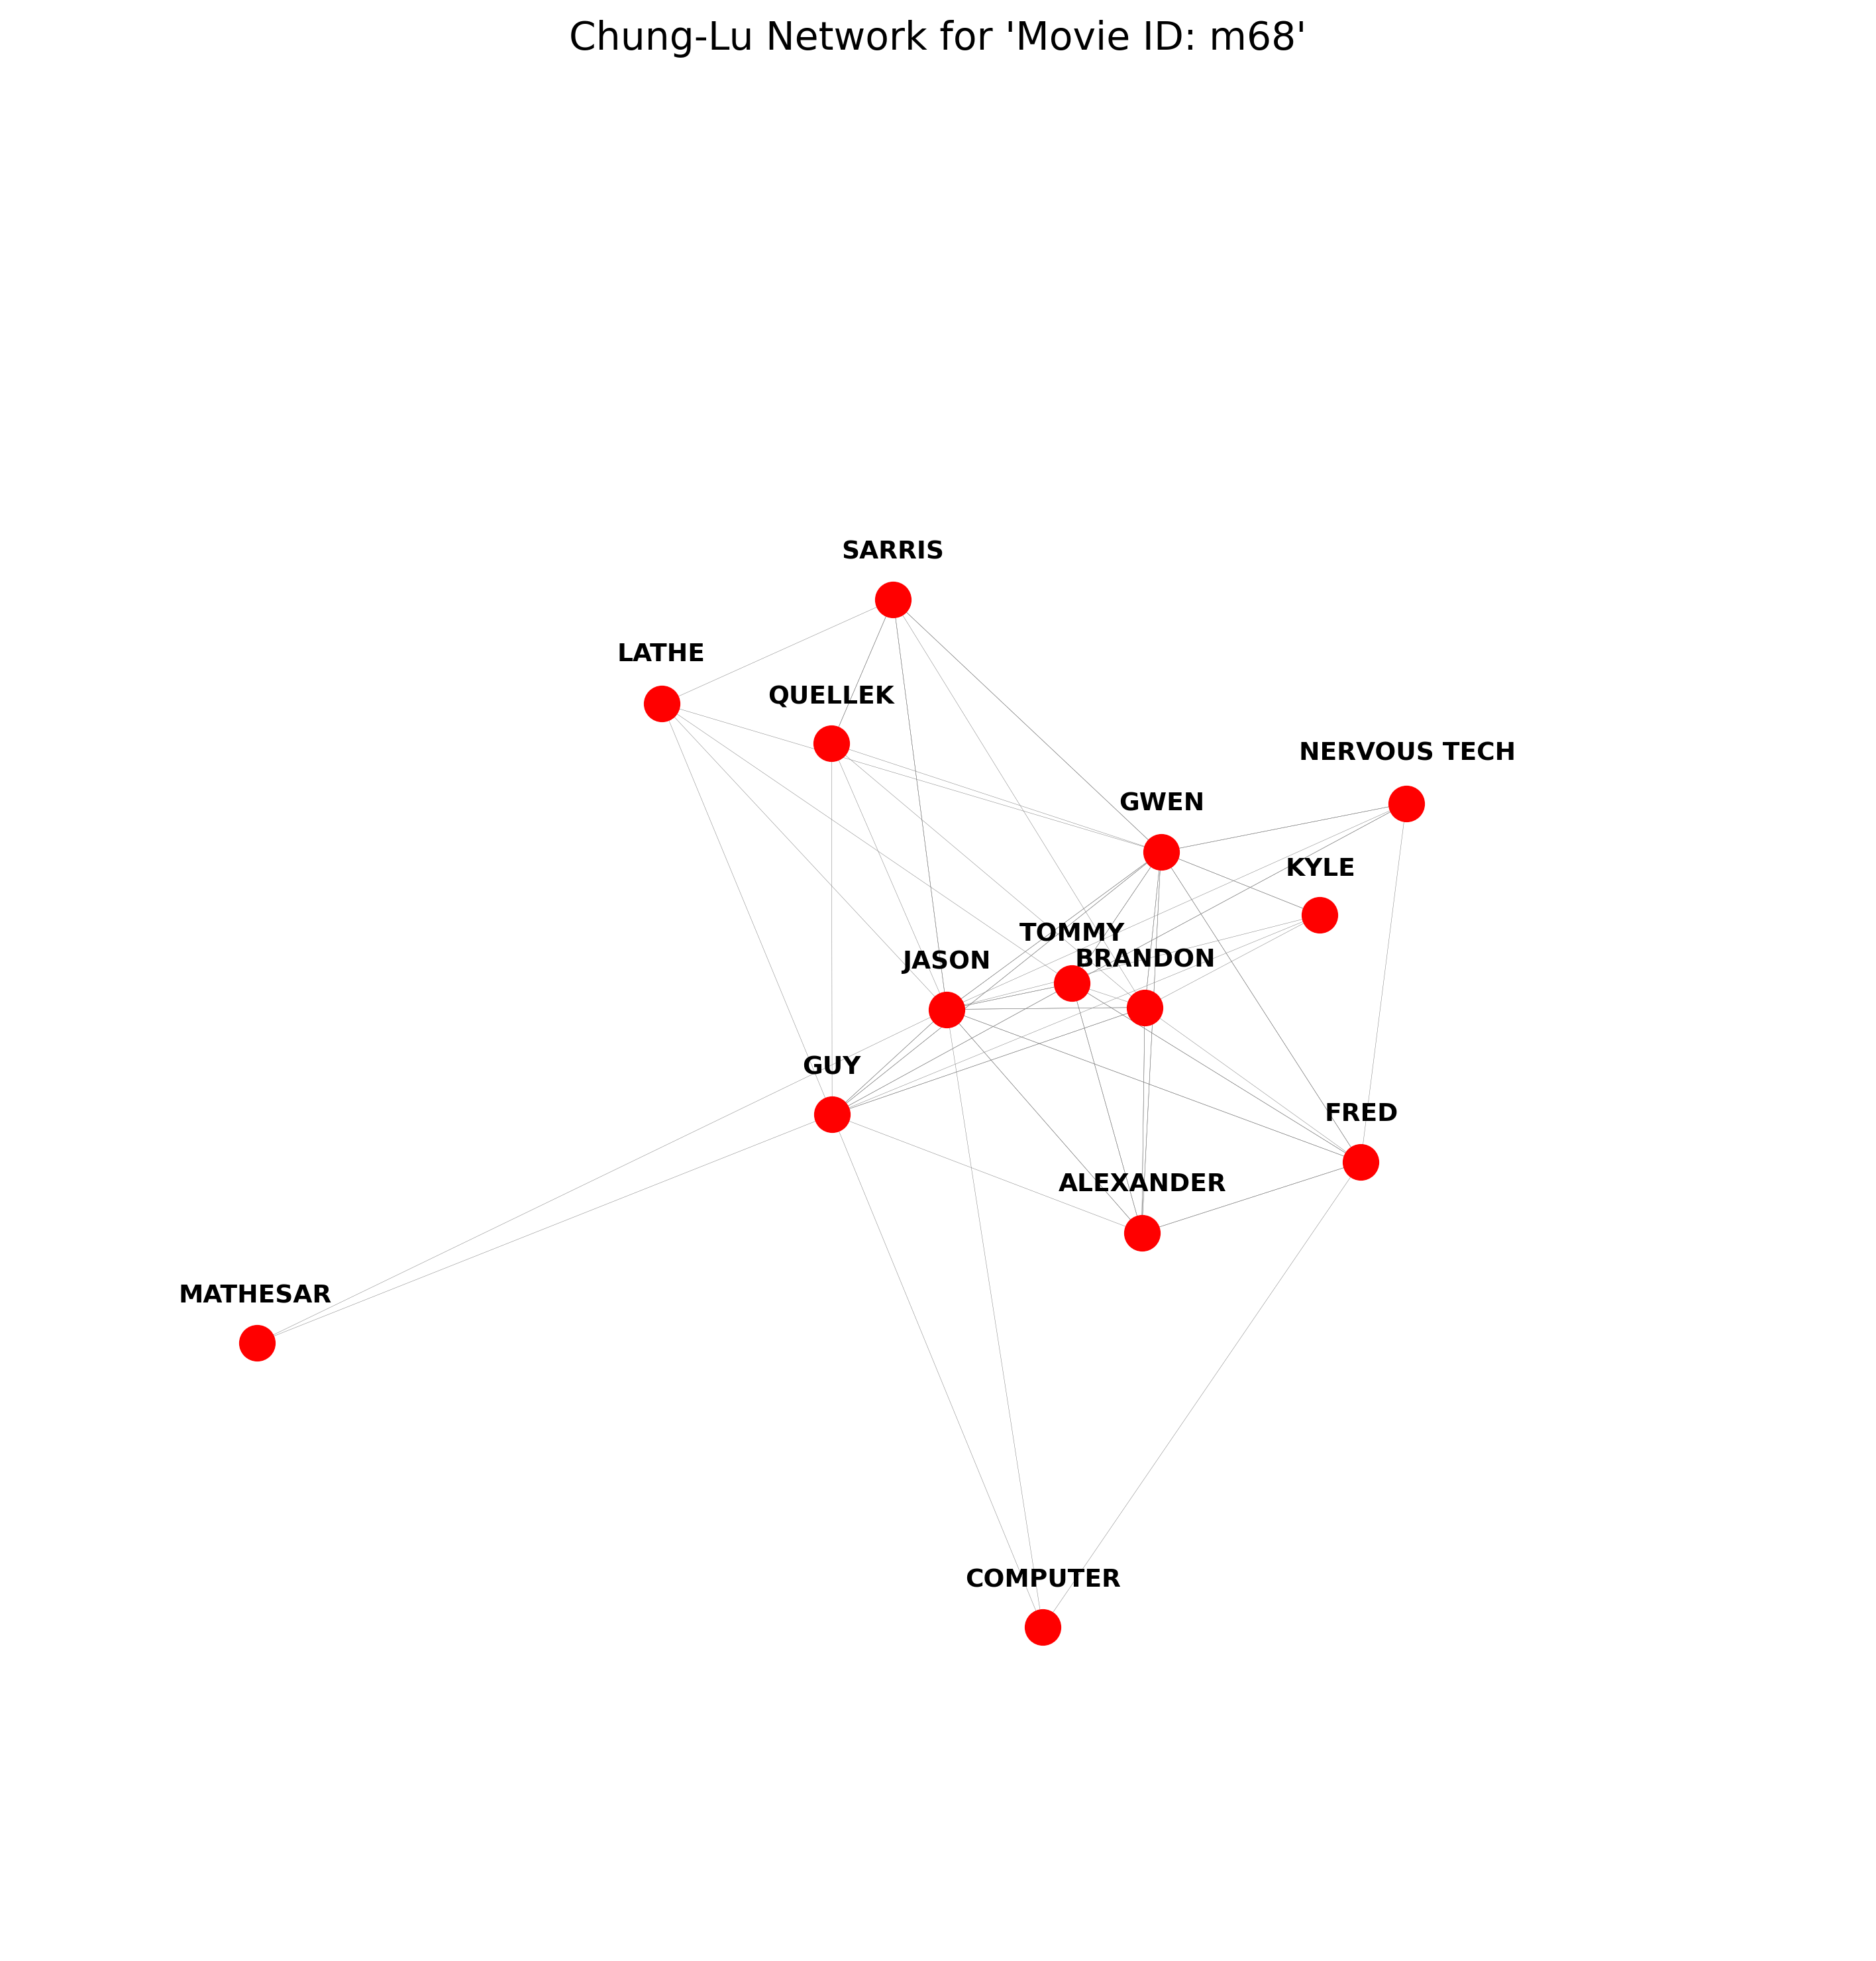 Chung-Lu Network for 'Movie ID: m68'
SARRIS
LATHE
QUELLEK
NERVOUS TECH
GWEN
KYLE
TOMMY
BRANDON
JASON
GUY
FRED
ALEXANDER
MATHESAR
COMPUTER